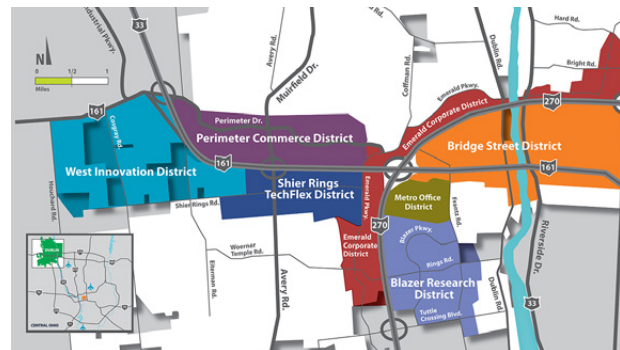 Industrial Pkwy.
33
Avery Rd.
Muirfield Dr.
Coffman Rd.
Dublin Rd.
Hard Rd.
Bright Rd.
N
0 1/2 1
Miles
161
Cosgray Rd.
Perimeter Dr.
Perimeter Commerce District
Emerald Pkwy.
Emerald Corporate District
270
Bridge Street District
West Innovation District
161
161
Shier Rings
TechFlex District
Houchard Rd.
Shier Rings Rd.
Emerald Pkwy.
Metro Office
District
Frantz Rd.
Woerner
Temple Rd.
Eiterman Rd.
Avery Rd.
Emerald
Corporate
District
270
Blazer Pkwy.
Rings Rd.
Blazer Research
District
Dublin Rd.
Riverside Dr.
Tuttle
Crossing Blvd.
33
DUBLIN
CENTRAL OHIO